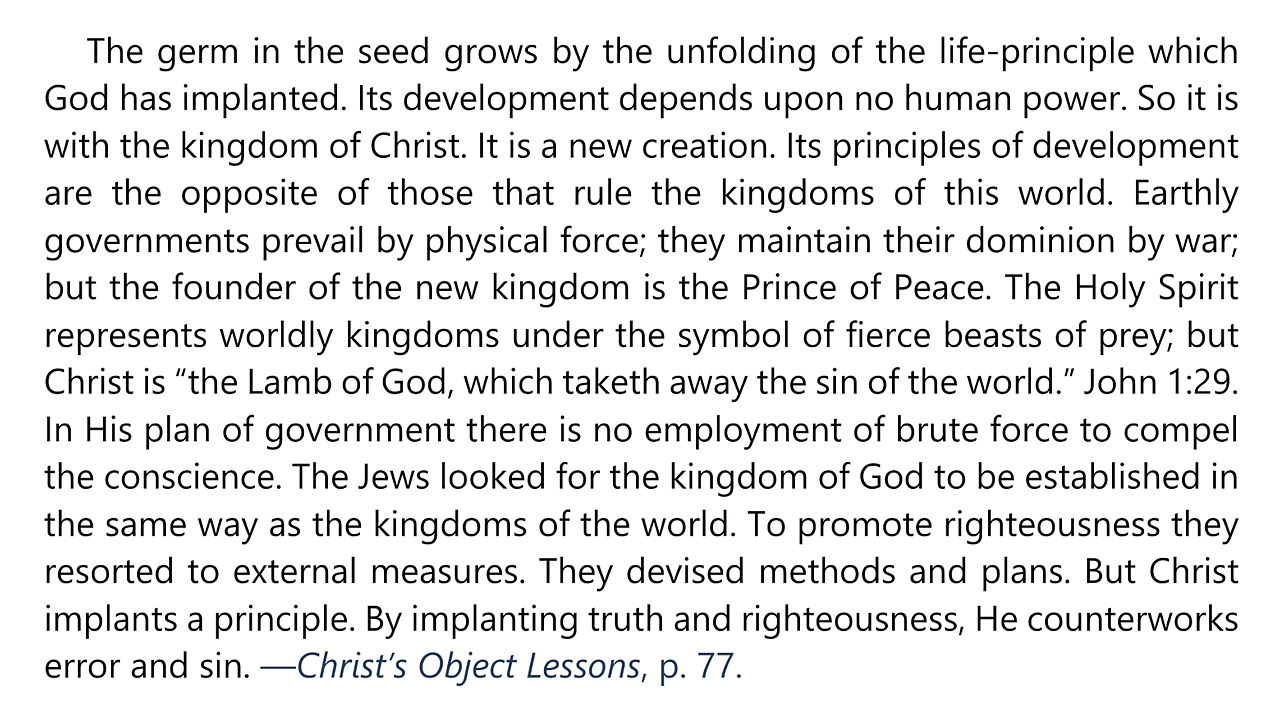 The germ in the seed grows by the unfolding of the life-principle which
God has implanted. Its development depends upon no human power. So it is
with the kingdom of Christ. It is a new creation. Its principles of development
are the opposite of those that rule the kingdoms of this world. Earthly
governments prevail by physical force; they maintain their dominion by war;
but the founder of the new kingdom is the Prince of Peace. The Holy Spirit
represents worldly kingdoms under the symbol of fierce beasts of prey; but
Christ is “the Lamb of God, which taketh away the sin of the world.” John 1:29.
In His plan of government there is no employment of brute force to compel
the conscience. The Jews looked for the kingdom of God to be established in
the same way as the kingdoms of the world. To promote righteousness they
resorted to external measures. They devised methods and plans. But Christ
implants a principle. By implanting truth and righteousness, He counterworks
error and sin. —Christ’s Object Lessons, p. 77.